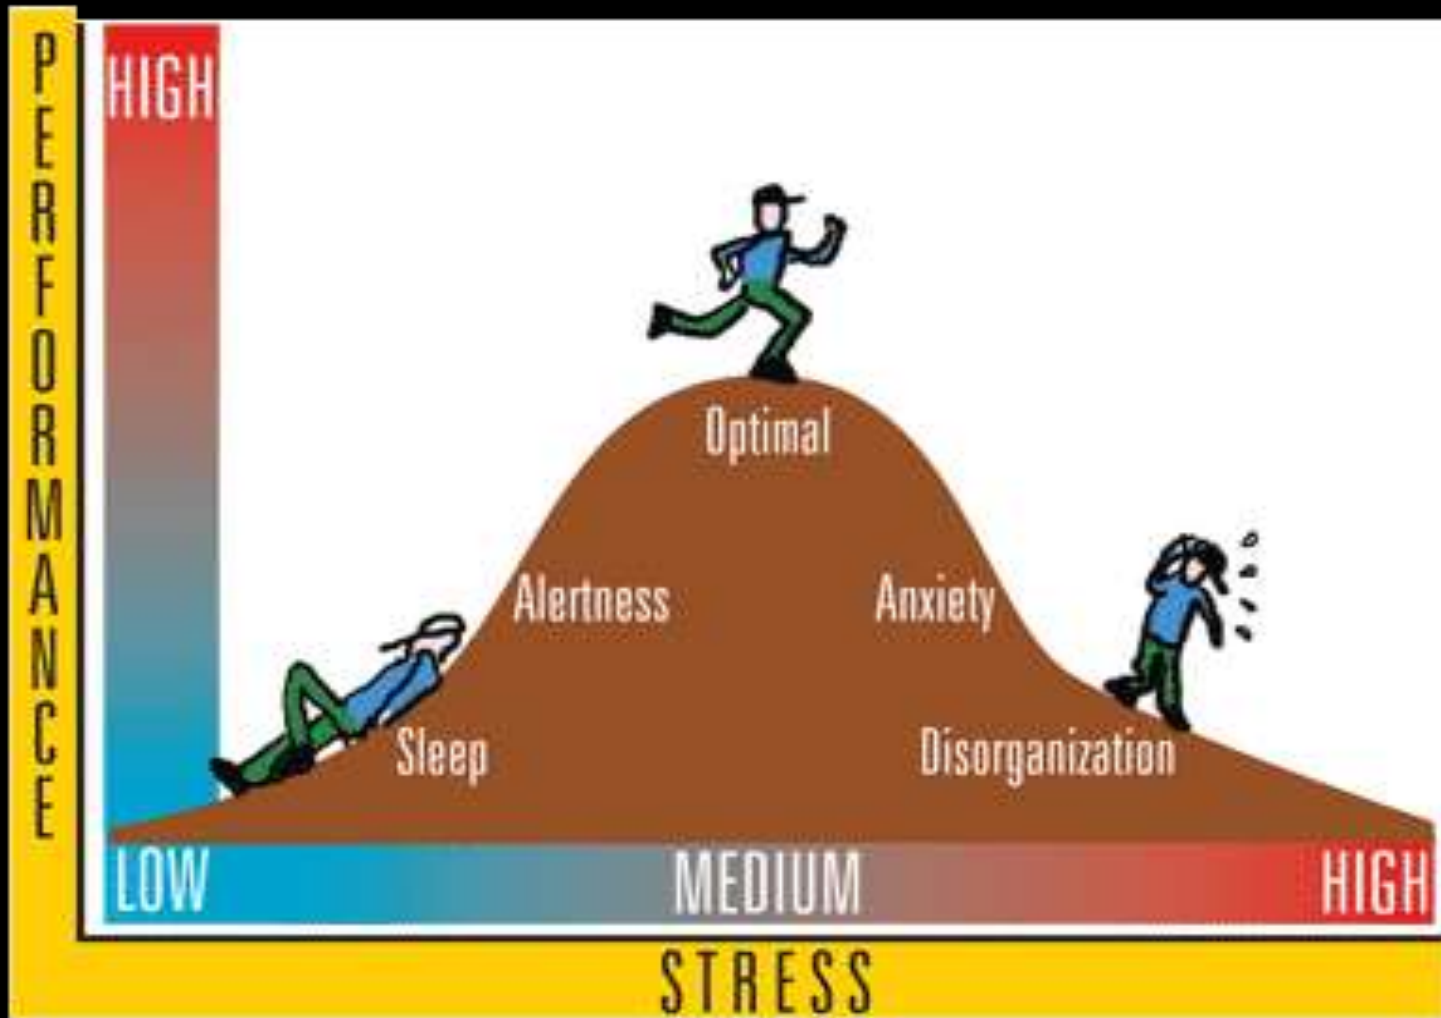 PERFORMANCE
HIGH
Optimal
Alertness
Anxiety
Sleep
Disorganization
LOW
MEDIUM
HIGH
STRESS